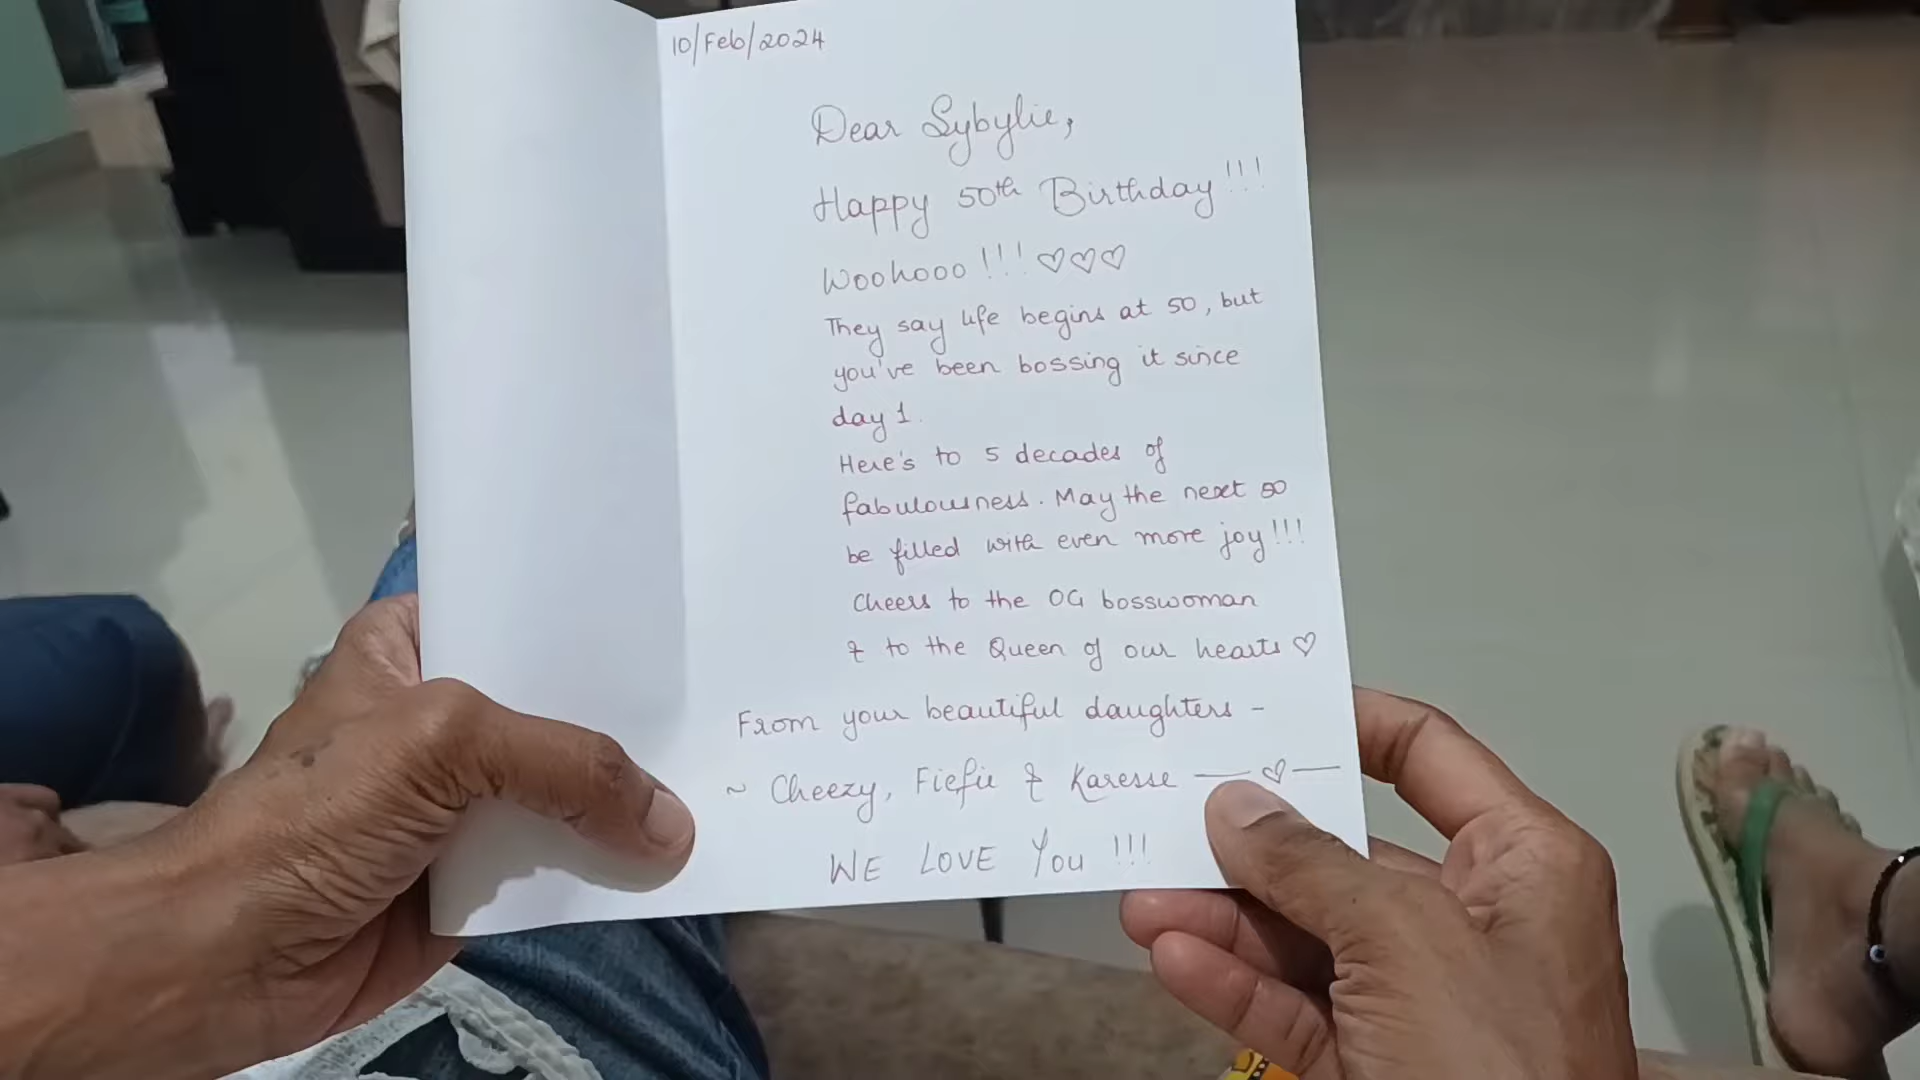 10/Feb/2024
Dear Sybylie,
Happy 50th Birthday!!!
Woohooo!!! ♡♡♡
They say life begins at 50, but
you've been bossing it since
day 1.
Here's to 5 decades of
fabulousness. May the next 50
be filled with even more joy!!!
Cheers to the OG bosswoman
& to the Queen of our hearts ♡
From your beautiful daughters -
~ Cheezy, Fiefie & Karesse —♡—
WE LOVE YOU !!!